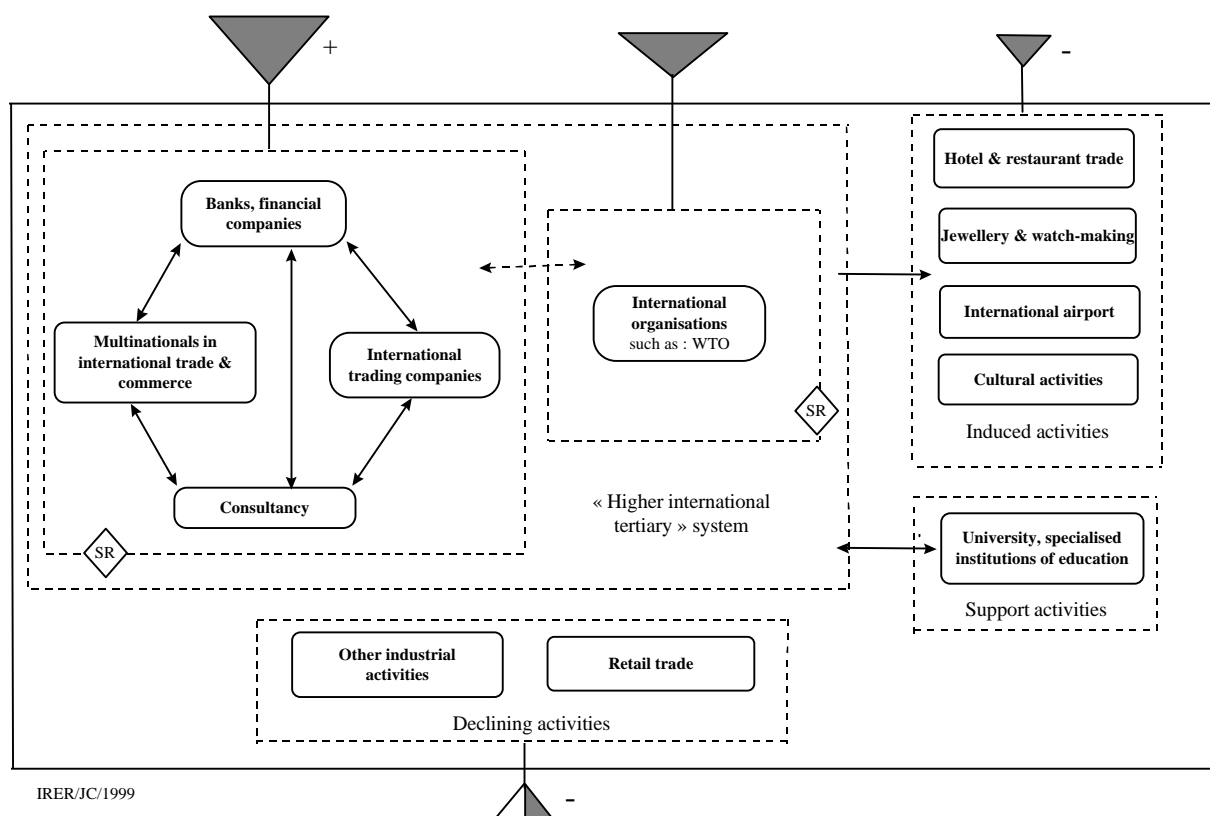 +
-
Banks, financial
companies
Multinationals in
international trade &
commerce
International
trading companies
Consultancy
SR
International
organisations
such as : WTO
SR
« Higher international
tertiary » system
Hotel & restaurant trade
Jewellery & watch-making
International airport
Cultural activities
Induced activities
University, specialised
institutions of education
Support activities
Other industrial
activities
Retail trade
Declining activities
IRER/JC/1999
-